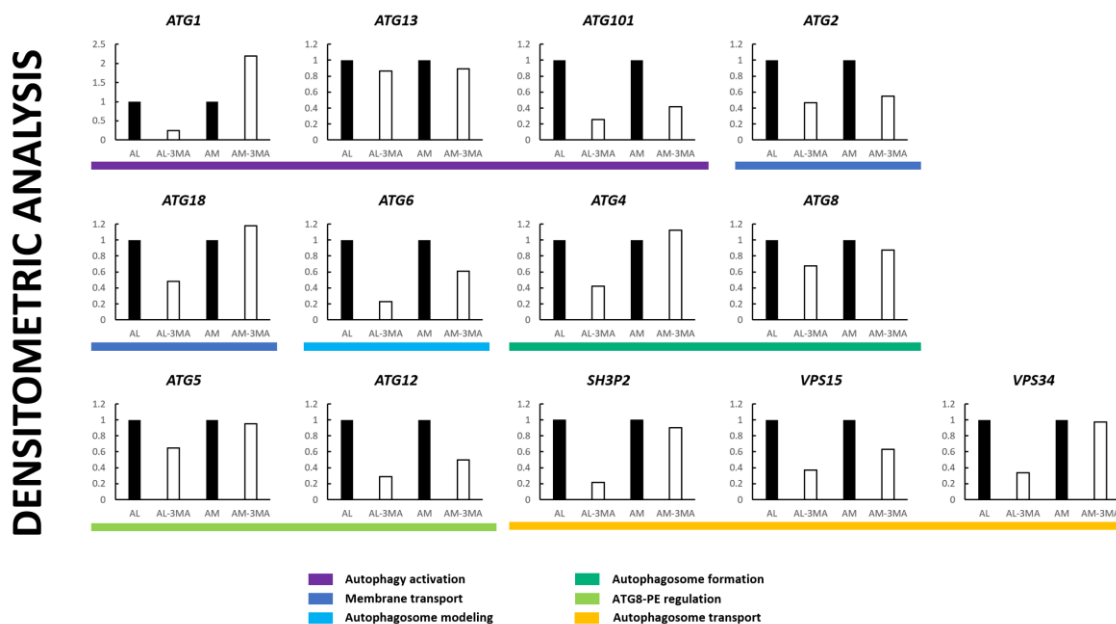 DENSITOMETRIC ANALYSIS
ATG1 ATG13 ATG101 ATG2
2.5 1.2 1.2 1.2
2 1 1 1
1.5 0.8 0.8 0.8
1 0.6 0.6 0.6
0.5 0.4 0.4 0.4
0.2 0.2 0.2
0 0 0 0
AL AL-3MA AM AM-3MA AL AL-3MA AM AM-3MA AL AL-3MA AM AM-3MA AL AL-3MA AM AM-3MA
ATG18 ATG6 ATG4 ATG8
1.2 1.2 1.2 1.2
1 1 1 1
0.8 0.8 0.8 0.8
0.6 0.6 0.6 0.6
0.4 0.4 0.4 0.4
0.2 0.2 0.2 0.2
0 0 0 0
AL AL-3MA AM AM-3MA AL AL-3MA AM AM-3MA AL AL-3MA AM AM-3MA AL AL-3MA AM AM-3MA
ATG5 ATG12 SH3P2 VPS15 VPS34
1.2 1.2 1.2 1.2 1.2
1 1 1 1 1
0.8 0.8 0.8 0.8 0.8
0.6 0.6 0.6 0.6 0.6
0.4 0.4 0.4 0.4 0.4
0.2 0.2 0.2 0.2 0.2
0 0 0 0 0
AL AL-3MA AM AM-3MA AL AL-3MA AM AM-3MA AL AL-3MA AM AM-3MA AL AL-3MA AM AM-3MA AL AL-3MA AM AM-3MA
Autophagy activation Autophagosome formation
Membrane transport ATG8-PE regulation
Autophagosome modeling Autophagosome transport